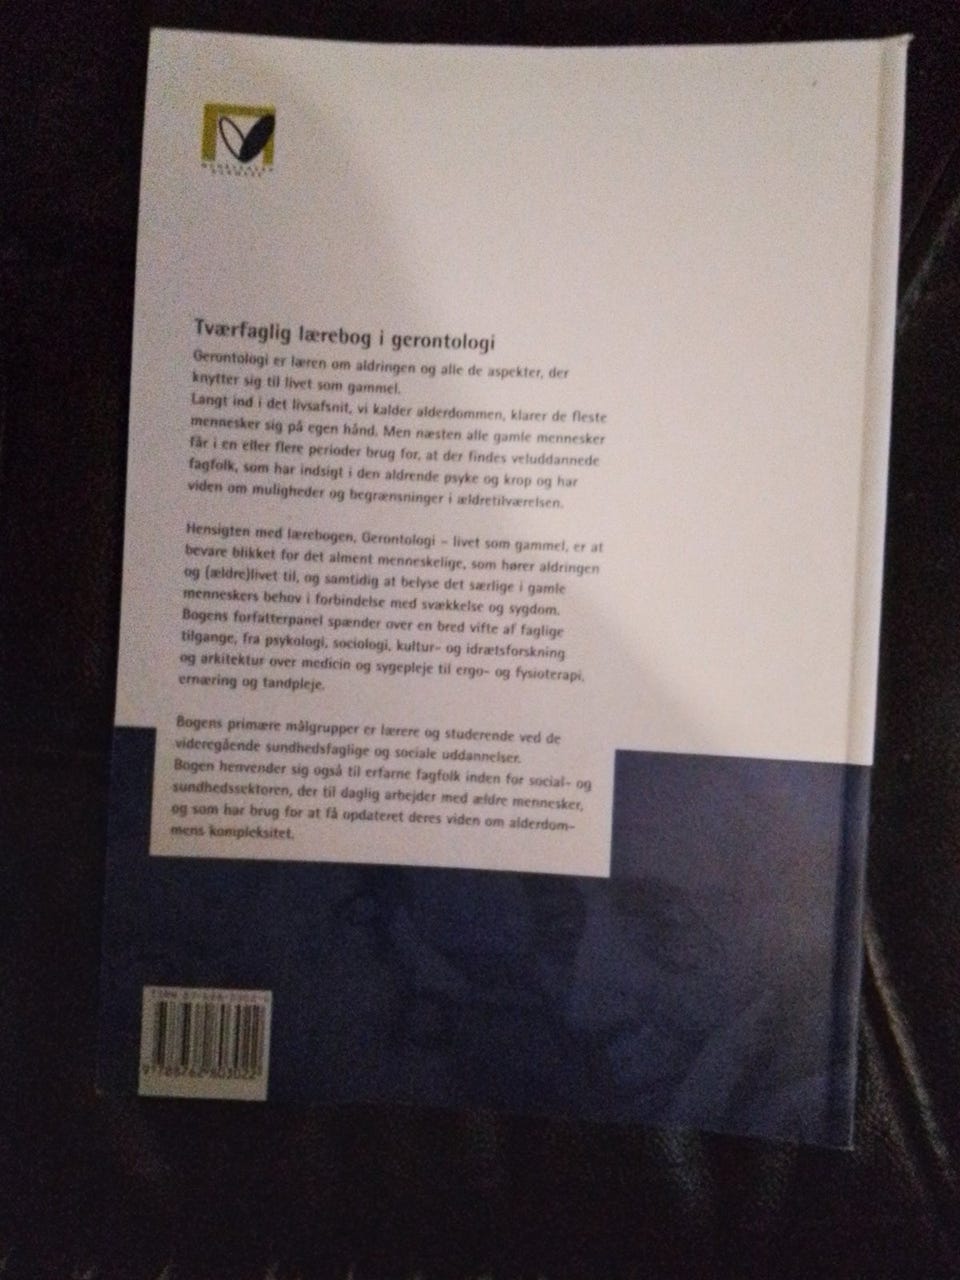 MUNKSGAARD
DANMARK
Tværfaglig lærebog i gerontologi
Gerontologi er læren om aldringen og alle de aspekter, der
knytter sig til livet som gammel.
Langt ind i det livsafsnit, vi kalder alderdommen, klarer de fleste
mennesker sig på egen hånd. Men næsten alle gamle mennesker
får i en eller flere perioder brug for, at der findes veluddannede
fagfolk, som har indsigt i den aldrende psyke og krop og har
viden om muligheder og begrænsninger i ældretilværelsen.
Hensigten med lærebogen, Gerontologi – livet som gammel, er at
bevare blikket for det alment menneskelige, som hører aldringen
og (ældre)livet til, og samtidig at belyse det særlige i gamle
menneskers behov i forbindelse med svækkelse og sygdom.
Bogens forfatterpanel spænder over en bred vifte af faglige
tilgange, fra psykologi, sociologi, kultur- og idrætsforskning
og arkitektur over medicin og sygepleje til ergo- og fysioterapi,
ernæring og tandpleje.
Bogens primære målgrupper er lærere og studerende ved de
videregående sundhedsfaglige og sociale uddannelser.
Bogen henvender sig også til erfarne fagfolk inden for social- og
sundhedssektoren, der til daglig arbejder med ældre mennesker,
og som har brug for at få opdateret deres viden om alderdom-
mens kompleksitet.
ISBN